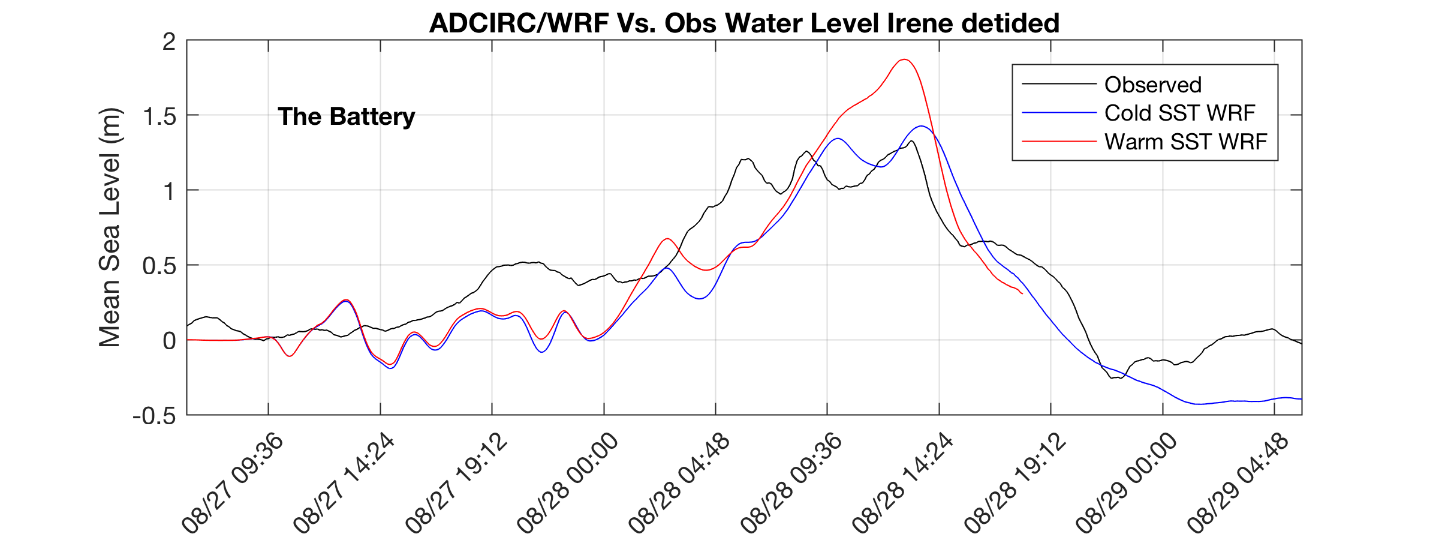 ADCIRC/WRF Vs. Obs Water Level Irene detided
2
1.5
1
0.5
0
-0.5
Mean Sea Level (m)
The Battery
Observed
Cold SST WRF
Warm SST WRF
08/27 09:36
08/27 14:24
08/27 19:12
08/28 00:00
08/28 04:48
08/28 09:36
08/28 14:24
08/28 19:12
08/29 00:00
08/29 04:48